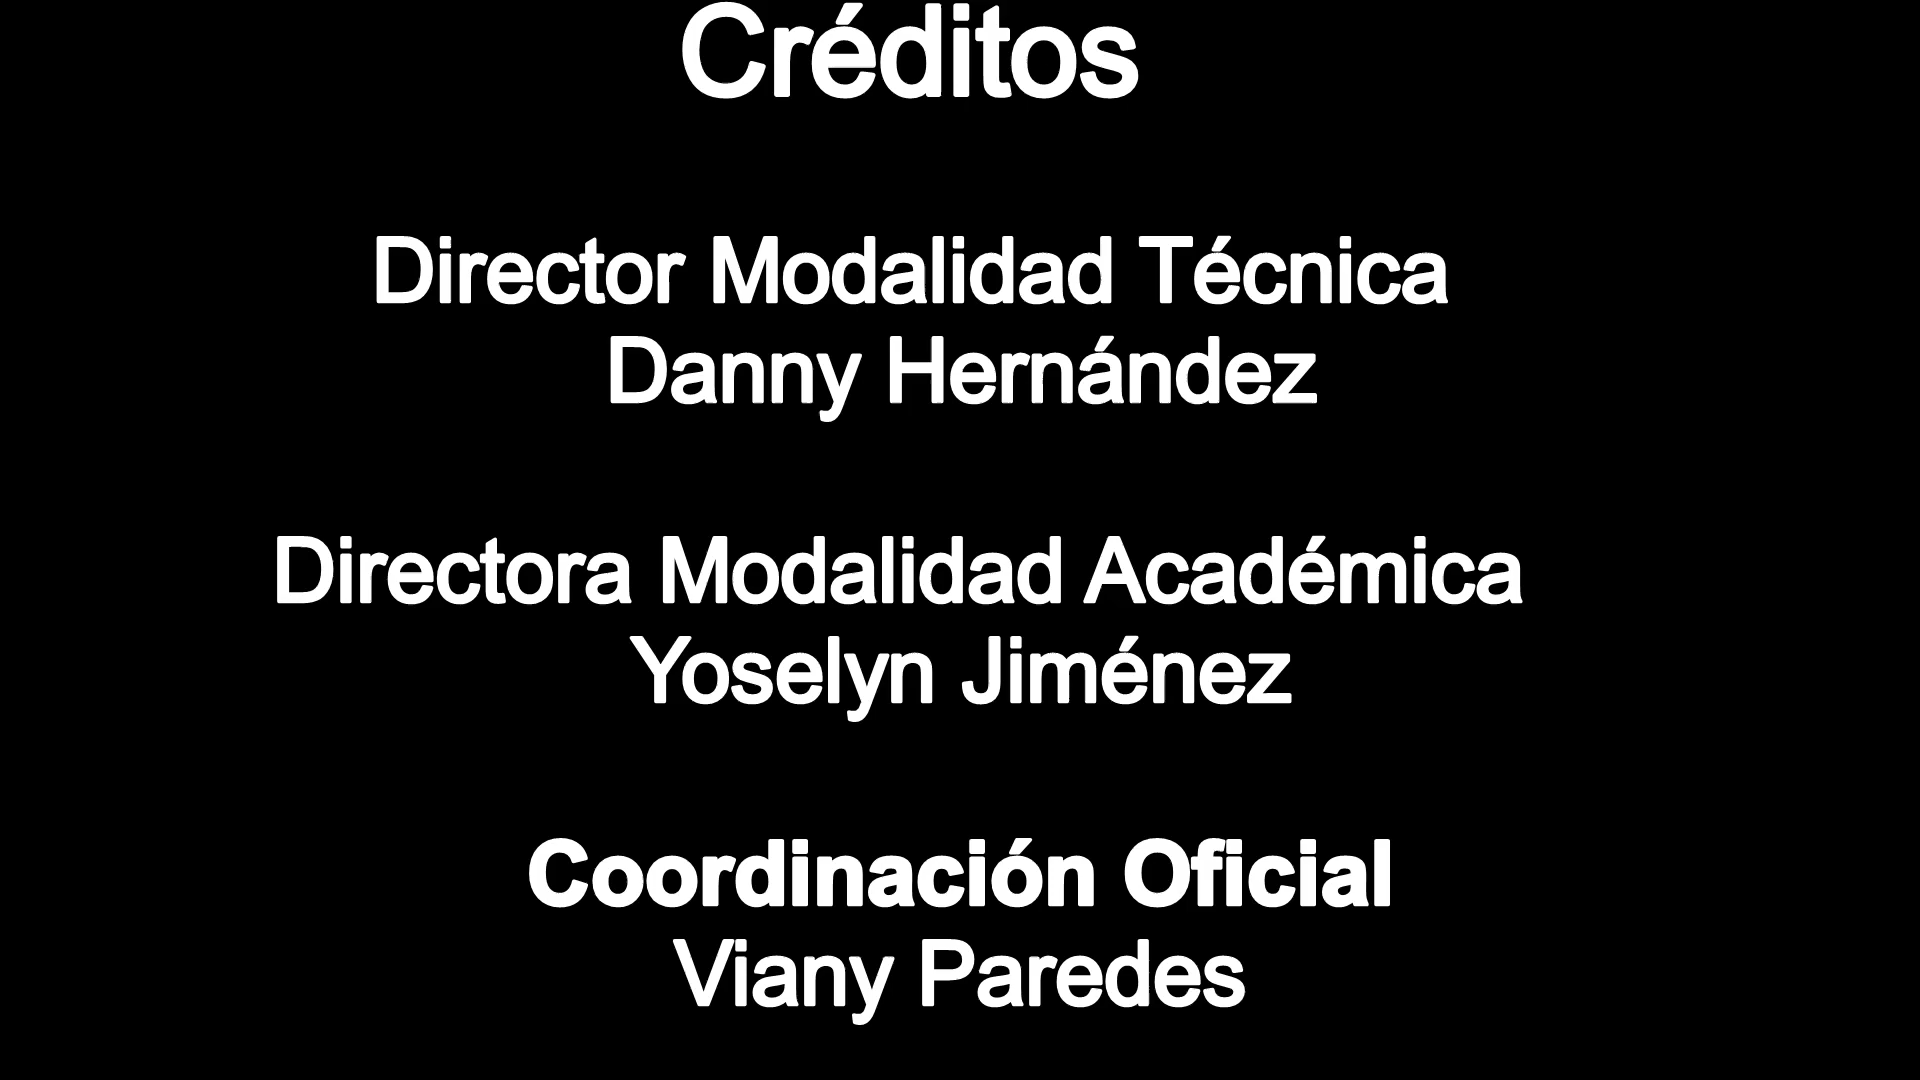 Créditos
Director Modalidad Técnica
Danny Hernández
Directora Modalidad Académica
Yoselyn Jiménez
Coordinación Oficial
Viany Paredes